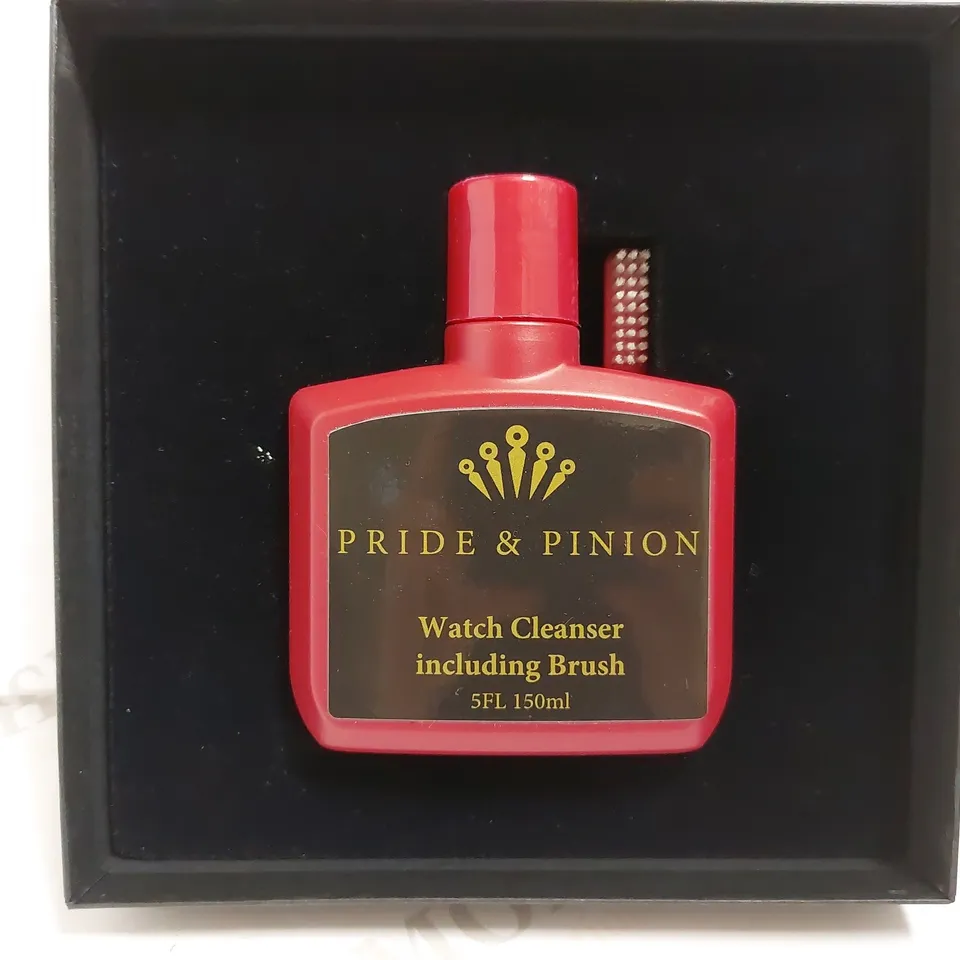 PRIDE & PINION
Watch Cleanser
including Brush
5FL 150ml